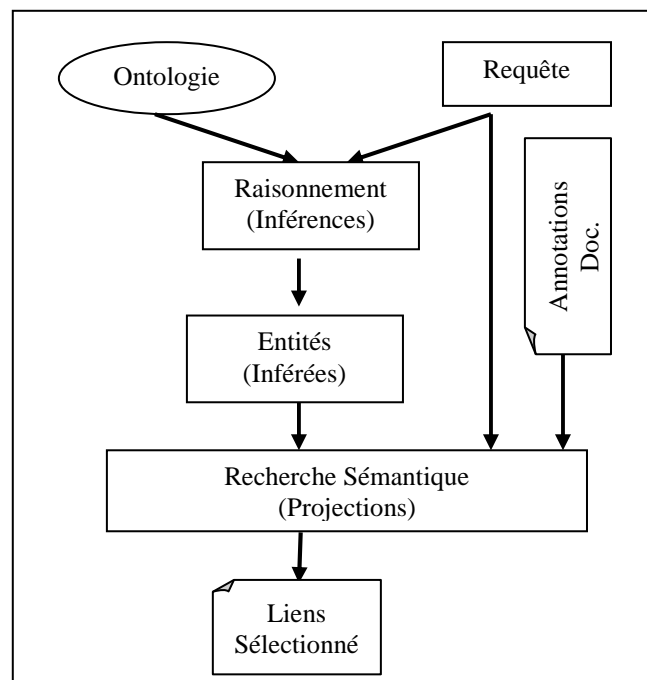 Ontologie
Requête
Raisonnement
(Inférences)
Annotations
Doc.
Entités
(Inférées)
Recherche Sémantique
(Projections)
Liens
Sélectionné